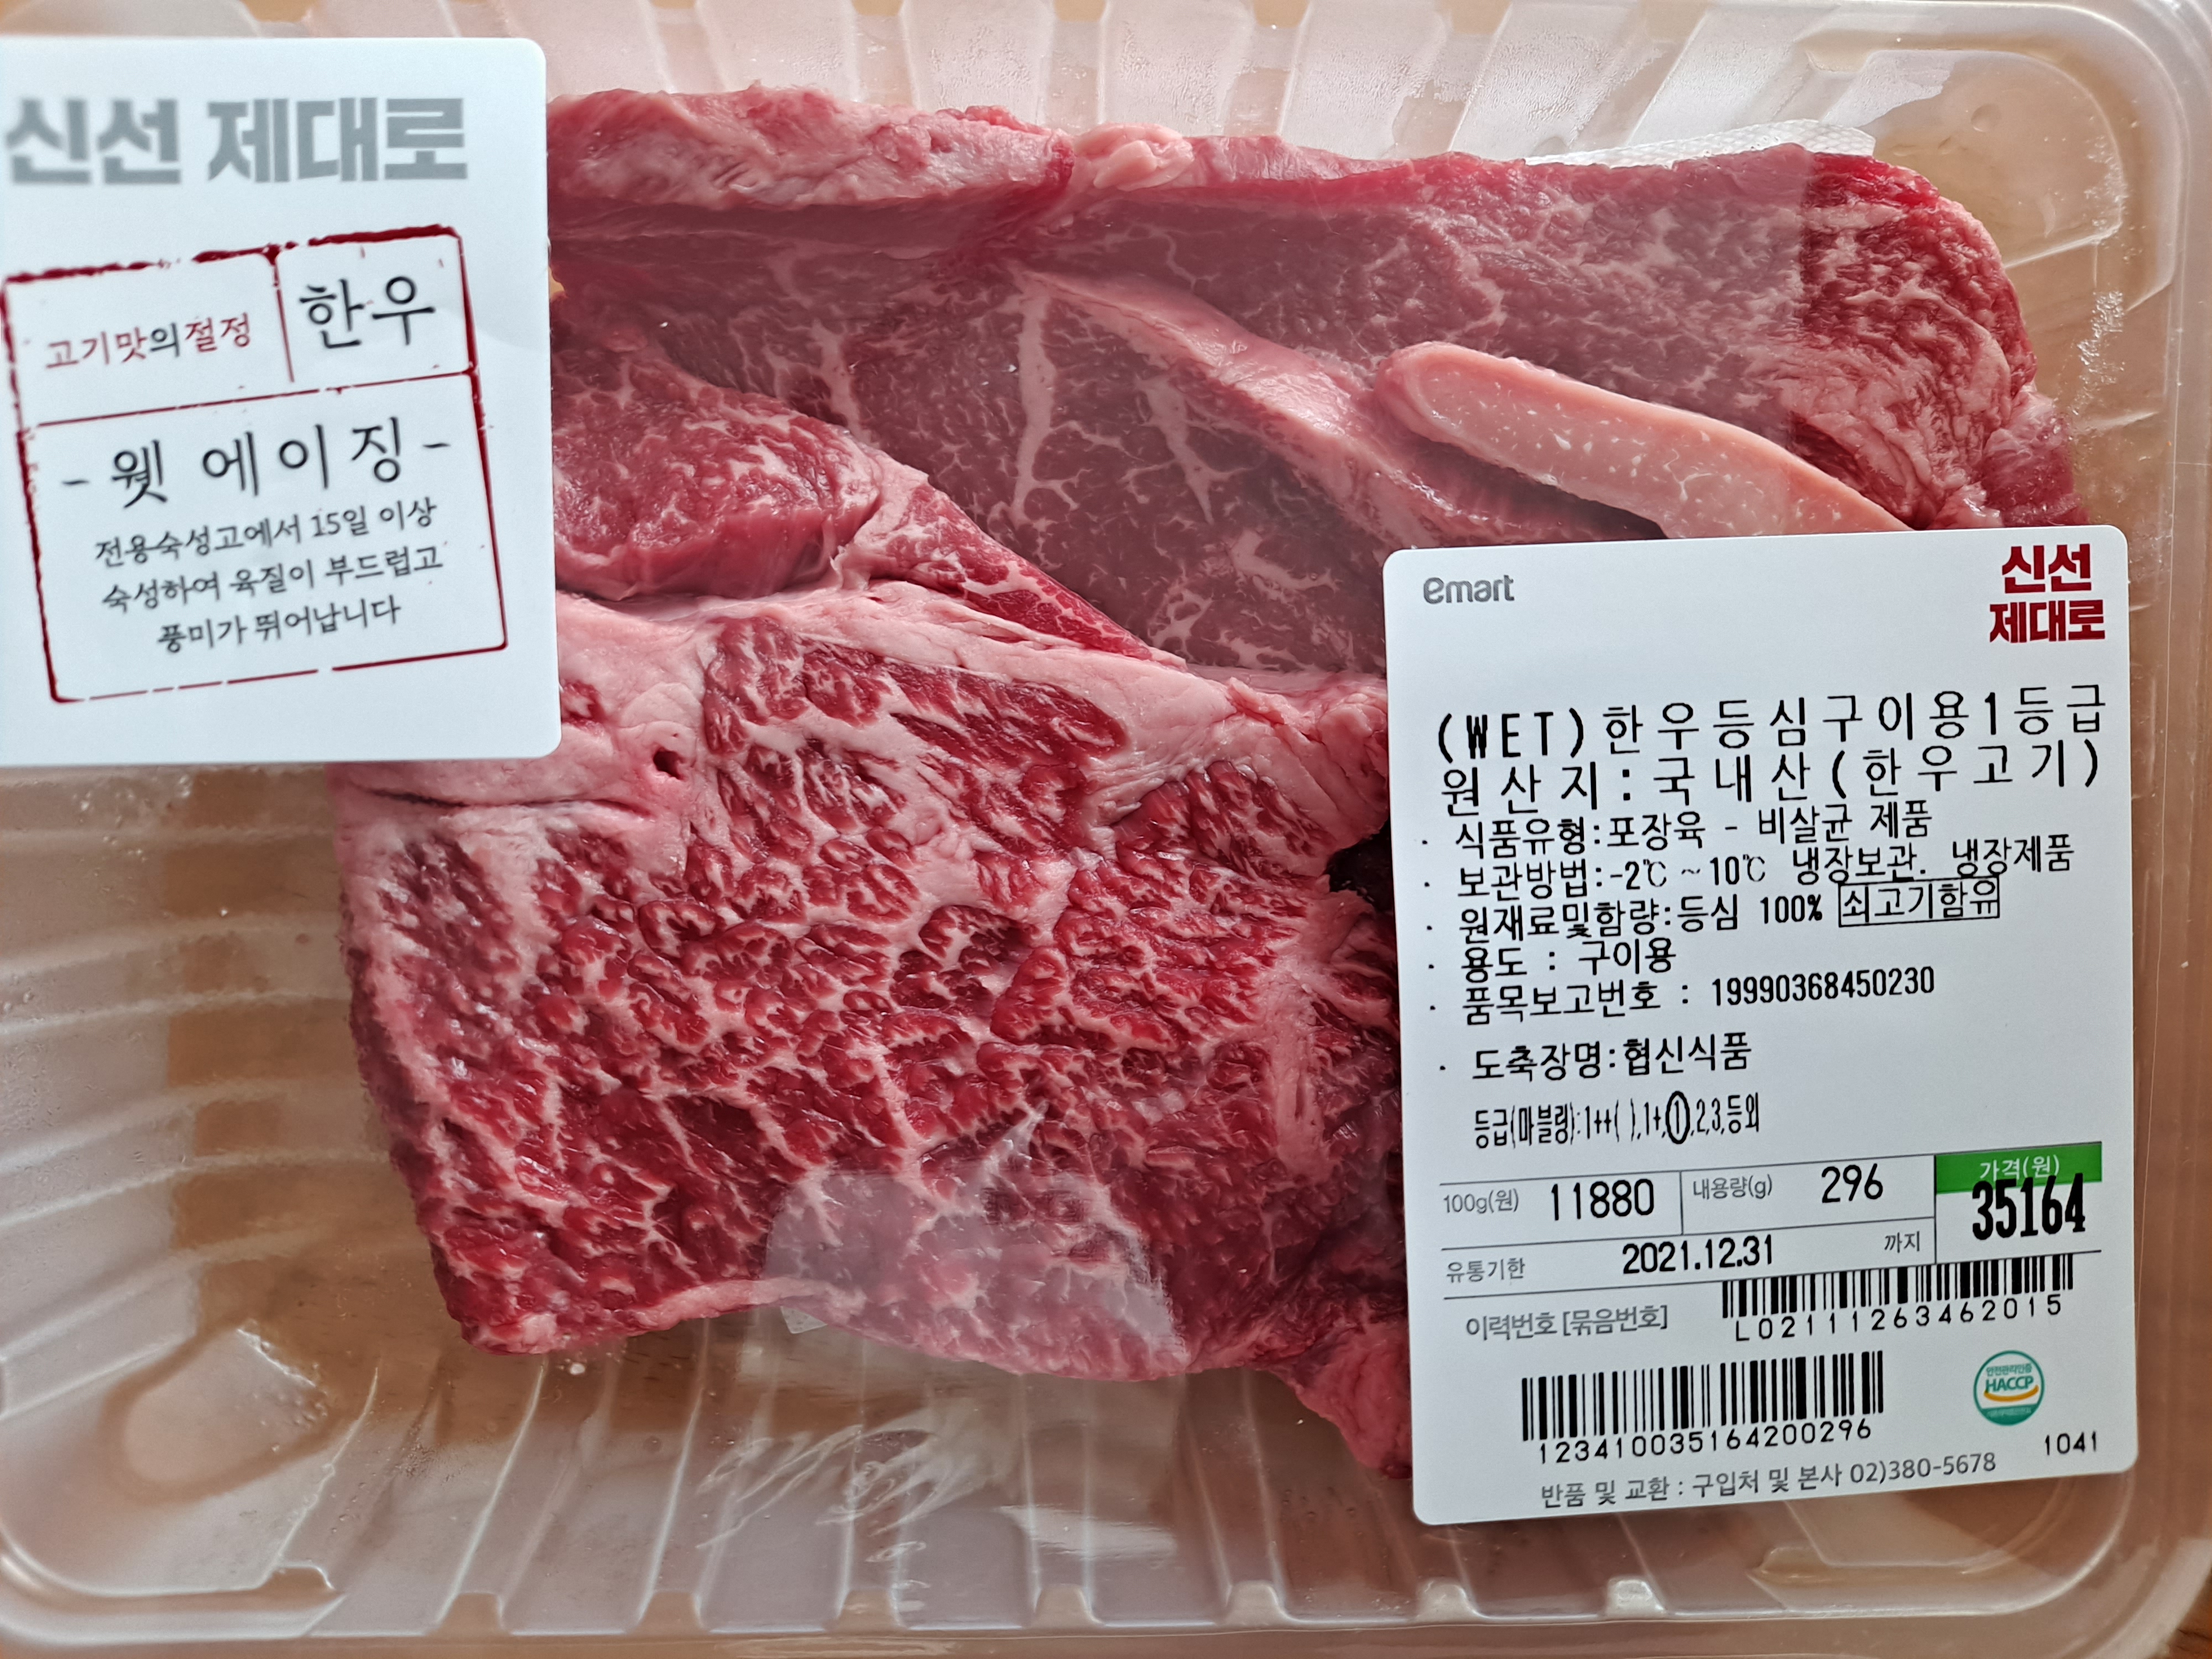 신선 제대로
고기맛의절정
한우
- 웻 에이징 -
전용숙성고에서 15일 이상
숙성하여 육질이 부드럽고
풍미가 뛰어납니다
emart
신선
제대로
(WET)한우등심구이용1등급
원산지:국내산(한우고기)
· 식품유형:포장육 - 비살균 제품
· 보관방법:-2℃~10℃ 냉장보관. 냉장제품
· 원재료및함량:등심 100% 쇠고기함유
· 용도 : 구이용
· 품목보고번호 : 19990368450230
· 도축장명:협신식품
등급(마블링):1++( ),1+,1,2,3,등외
100g(원) 11880
내용량(g) 296
가격(원)
35164
유통기한 2021.12.31 까지
이력번호 [묶음번호] L02111263462015
123410035164200296
HACCP
반품 및 교환 : 구입처 및 본사 02)380-5678 1041